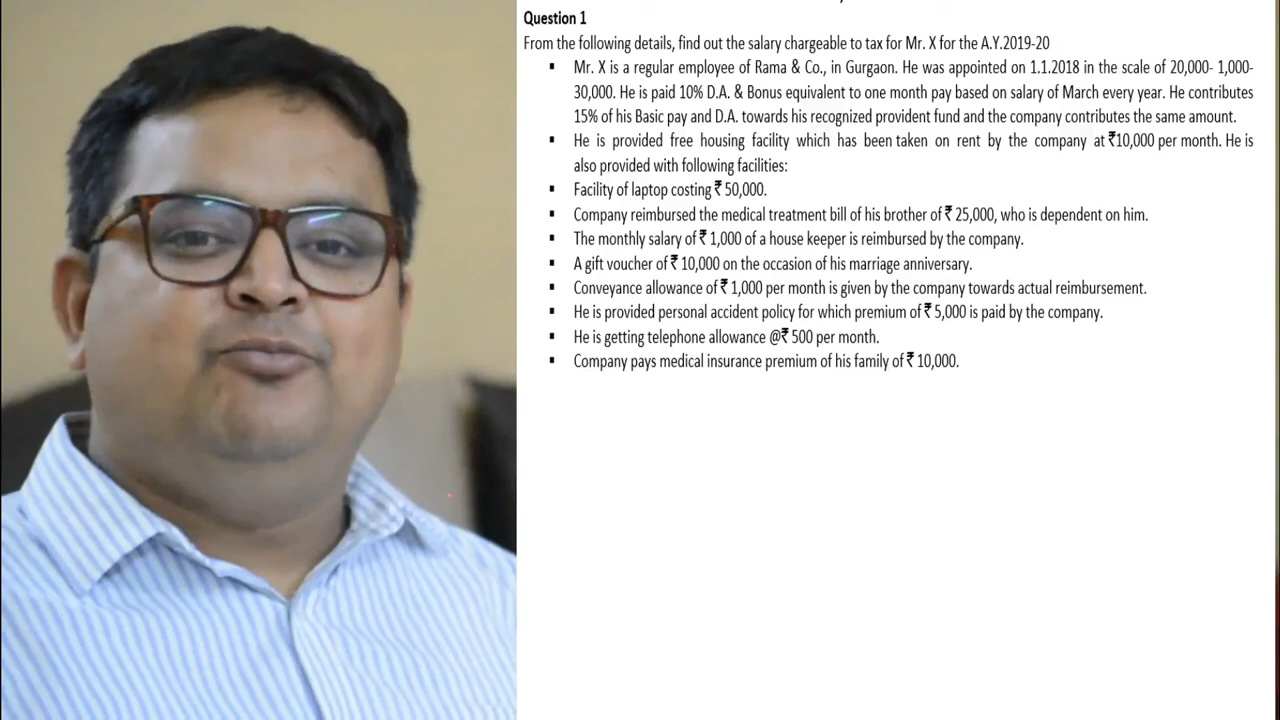 Question 1
From the following details, find out the salary chargeable to tax for Mr. X for the A.Y.2019-20
▪ Mr. X is a regular employee of Rama & Co., in Gurgaon. He was appointed on 1.1.2018 in the scale of 20,000- 1,000-
30,000. He is paid 10% D.A. & Bonus equivalent to one month pay based on salary of March every year. He contributes
15% of his Basic pay and D.A. towards his recognized provident fund and the company contributes the same amount.
▪ He is provided free housing facility which has been taken on rent by the company at ₹10,000 per month. He is
also provided with following facilities:
▪ Facility of laptop costing ₹ 50,000.
▪ Company reimbursed the medical treatment bill of his brother of ₹ 25,000, who is dependent on him.
▪ The monthly salary of ₹ 1,000 of a house keeper is reimbursed by the company.
▪ A gift voucher of ₹ 10,000 on the occasion of his marriage anniversary.
▪ Conveyance allowance of ₹ 1,000 per month is given by the company towards actual reimbursement.
▪ He is provided personal accident policy for which premium of ₹ 5,000 is paid by the company.
▪ He is getting telephone allowance @₹ 500 per month.
▪ Company pays medical insurance premium of his family of ₹ 10,000.